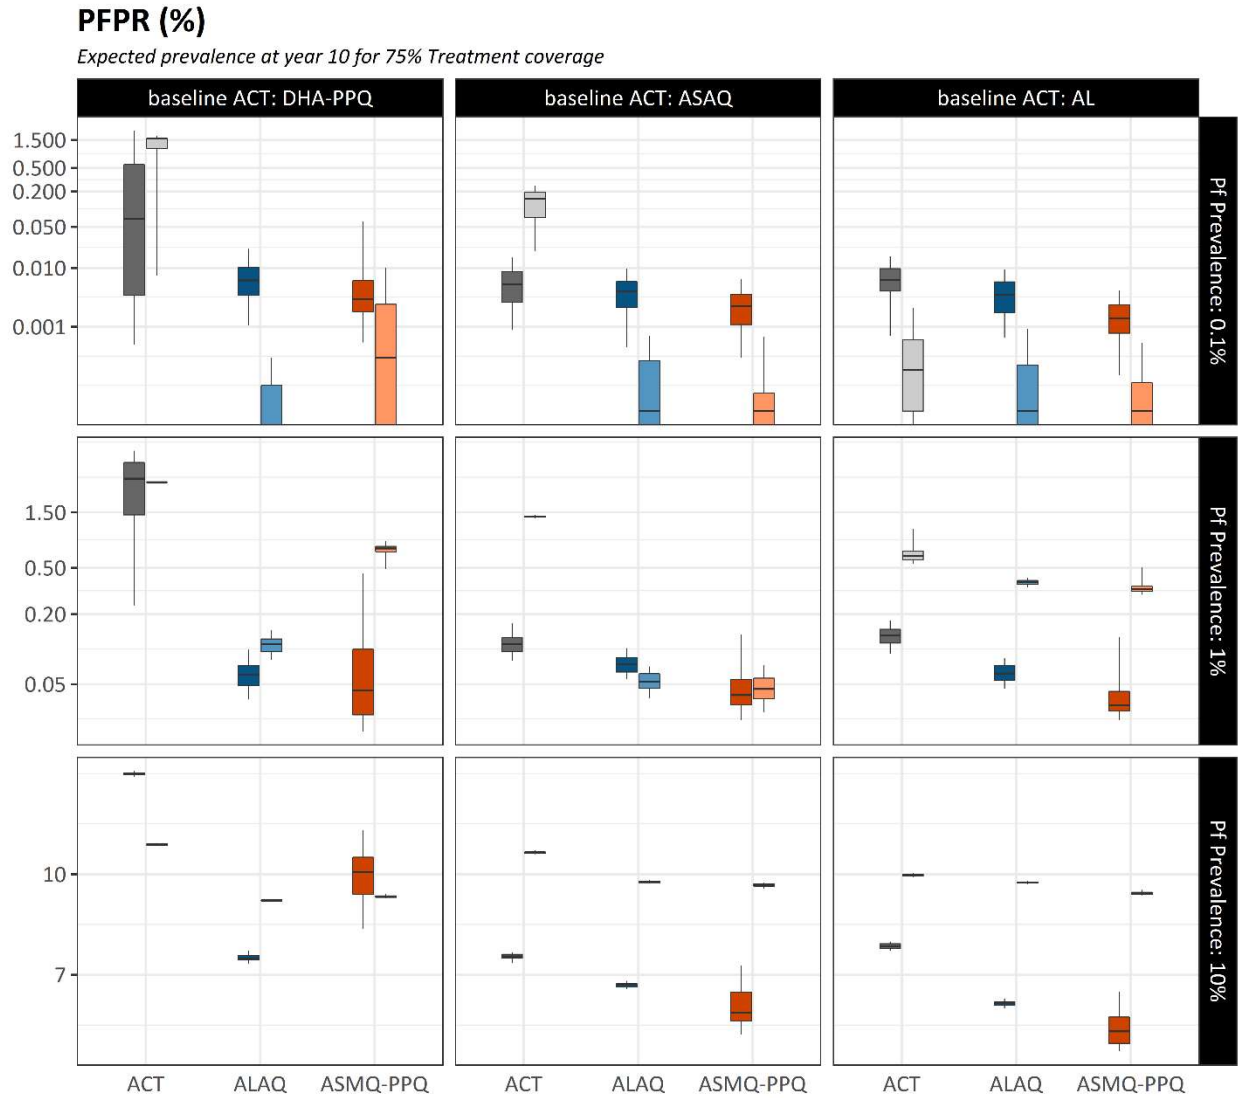 PFPR (%)
Expected prevalence at year 10 for 75% Treatment coverage
baseline ACT: DHA-PPQ
baseline ACT: ASAQ
baseline ACT: AL
1.500
0.500
0.200
0.050
0.010
0.001
Pf Prevalence: 0.1%
1.50
0.50
0.20
0.05
Pf Prevalence: 1%
10
7
Pf Prevalence: 10%
ACT
ALAQ
ASMQ-PPQ
ACT
ALAQ
ASMQ-PPQ
ACT
ALAQ
ASMQ-PPQ